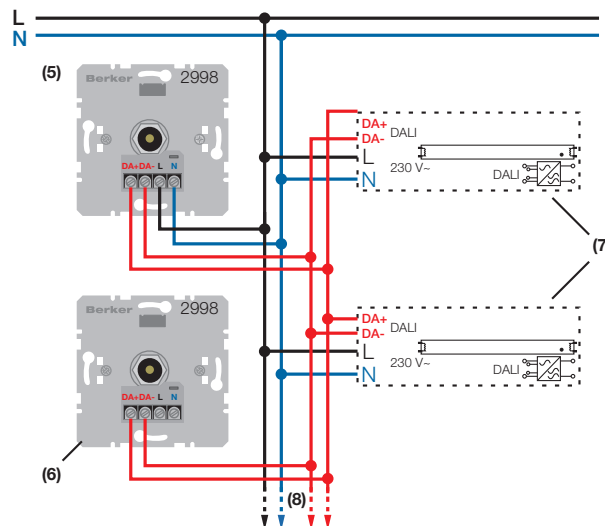 L
N
(5)
Berker 2998
DA+ DA- L N
DA+
DA- DALI
L
230 V~
N
DALI
(7
Berker 2998
DA+ DA- L N
DA+
DA- DALI
L
230 V~
N
DALI
(6)
(8)